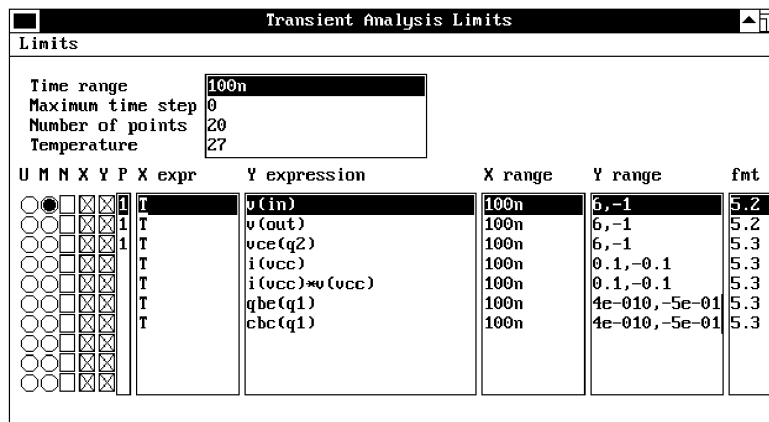 Transient Analysis Limits
Limits
Time range 100n
Maximum time step 0
Number of points 20
Temperature 27
U M N X Y P X expr Y expression X range Y range fmt
1 T v(in) 100n 6,-1 5.2
1 T v(out) 100n 6,-1 5.2
1 T vce(q2) 100n 6,-1 5.3
T i(vcc) 100n 0.1,-0.1 5.3
T i(vcc)*v(vcc) 100n 0.1,-0.1 5.3
T qbe(q1) 100n 4e-010,-5e-01 5.3
T cbc(q1) 100n 4e-010,-5e-01 5.3